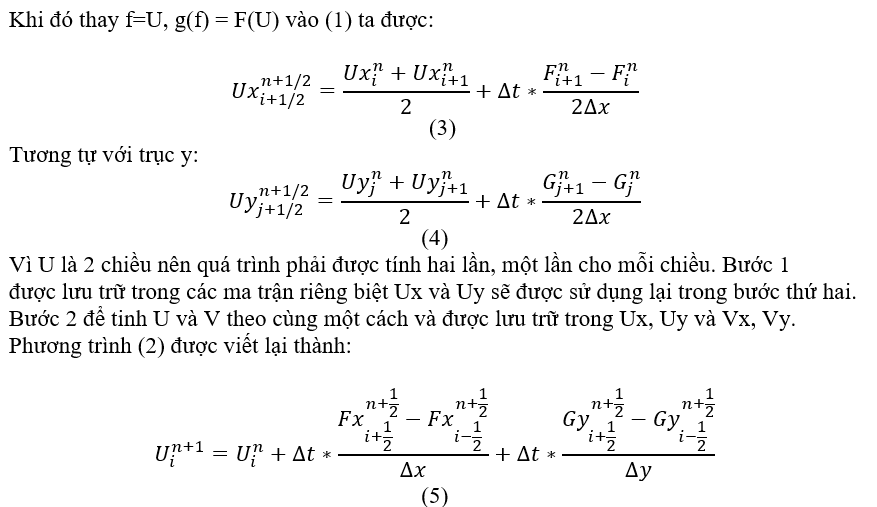 Khi đó thay f=U, g(f) = F(U) vào (1) ta được:
$Ux_{i+1/2}^{n+1/2} = \frac{Ux_i^n + Ux_{i+1}^n}{2} + \Delta t * \frac{F_{i+1}^n - F_i^n}{2\Delta x}$
(3)
Tương tự với trục y:
$Uy_{j+1/2}^{n+1/2} = \frac{Uy_j^n + Uy_{j+1}^n}{2} + \Delta t * \frac{G_{j+1}^n - G_j^n}{2\Delta x}$
(4)
Vì U là 2 chiều nên quá trình phải được tính hai lần, một lần cho mỗi chiều. Bước 1
được lưu trữ trong các ma trận riêng biệt Ux và Uy sẽ được sử dụng lại trong bước thứ hai.
Bước 2 để tinh U và V theo cùng một cách và được lưu trữ trong Ux, Uy và Vx, Vy.
Phương trình (2) được viết lại thành:
$U_i^{n+1} = U_i^n + \Delta t * \frac{Fx_{i+\frac{1}{2}}^{n+\frac{1}{2}} - Fx_{i-\frac{1}{2}}^{n+\frac{1}{2}}}{\Delta x} + \Delta t * \frac{Gy_{i+\frac{1}{2}}^{n+\frac{1}{2}} - Gy_{i-\frac{1}{2}}^{n+\frac{1}{2}}}{\Delta y}$
(5)